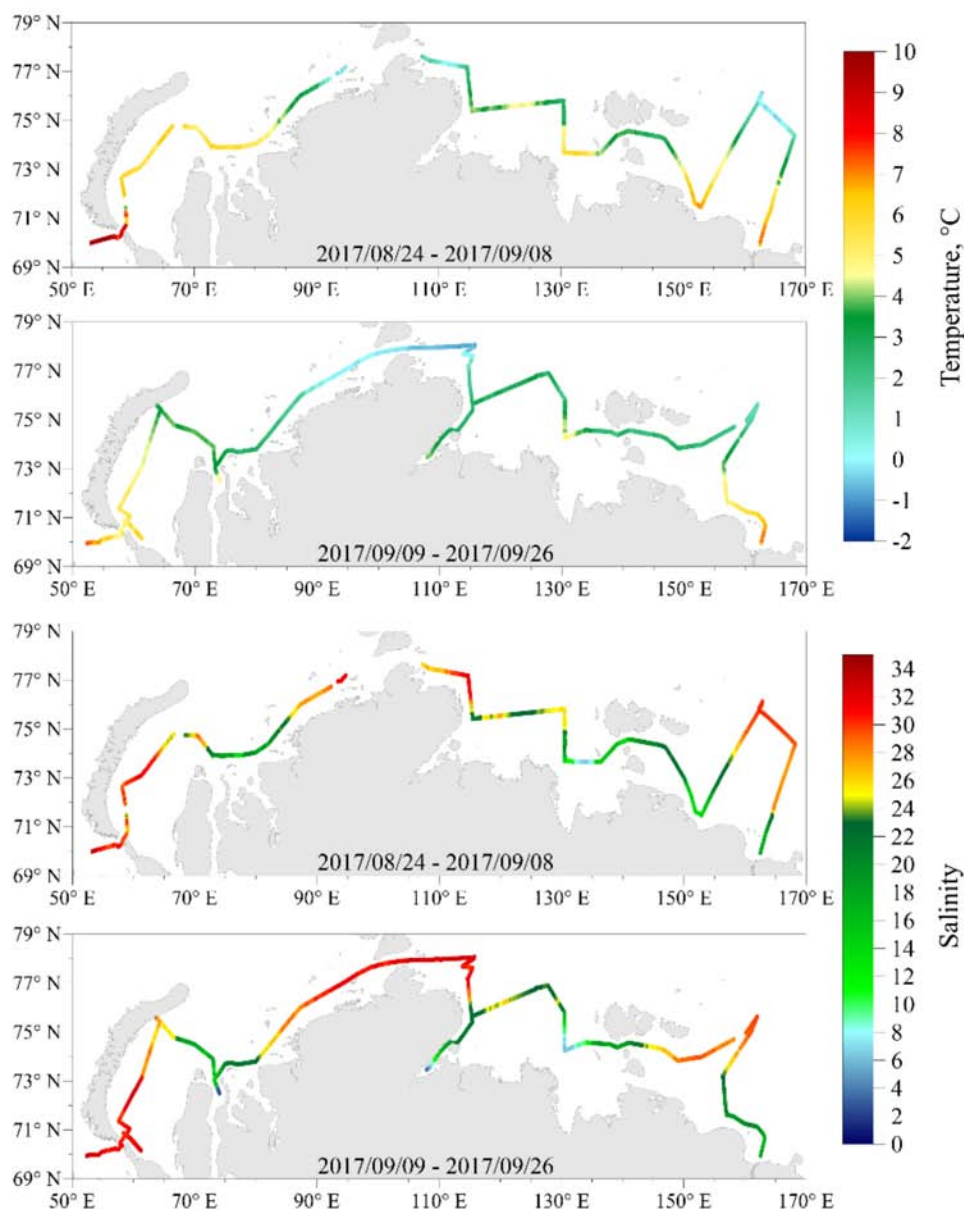 79° N
77° N
75° N
73° N
71° N
69° N
2017/08/24 - 2017/09/08
50° E 70° E 90° E 110° E 130° E 150° E 170° E
79° N
77° N
75° N
73° N
71° N
69° N
2017/09/09 - 2017/09/26
50° E 70° E 90° E 110° E 130° E 150° E 170° E
10
9
8
7
6
5
4
3
2
1
0
-1
-2
Temperature, °C
79° N
77° N
75° N
73° N
71° N
69° N
2017/08/24 - 2017/09/08
50° E 70° E 90° E 110° E 130° E 150° E 170° E
79° N
77° N
75° N
73° N
71° N
69° N
2017/09/09 - 2017/09/26
50° E 70° E 90° E 110° E 130° E 150° E 170° E
34
32
30
28
26
24
22
20
18
16
14
12
10
8
6
4
2
0
Salinity